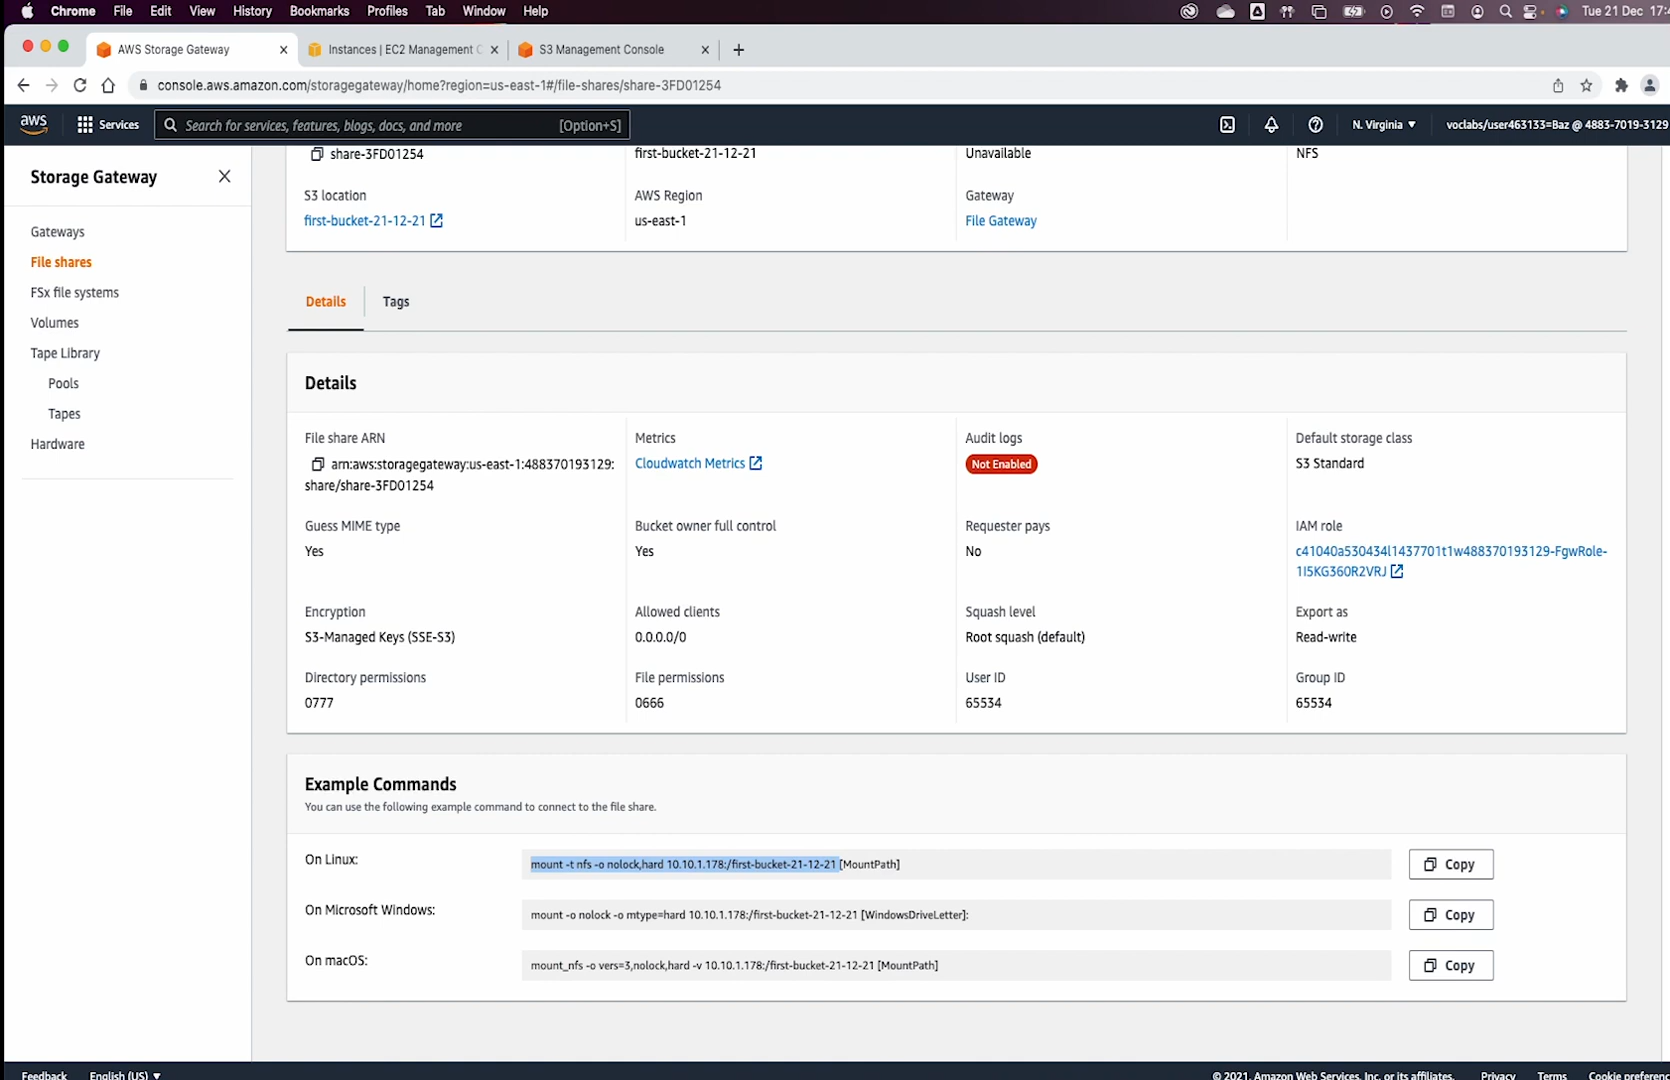 Chrome File Edit View History Bookmarks Profiles Tab Window Help
Tue 21 Dec 17:4
AWS Storage Gateway
Instances | EC2 Management C
S3 Management Console
console.aws.amazon.com/storagegateway/home?region=us-east-1#/file-shares/share-3FD01254
aws
Services
Search for services, features, blogs, docs, and more [Option+S]
N. Virginia ▼
voclabs/user463133=Baz @ 4883-7019-3129
Storage Gateway
Gateways
File shares
FSx file systems
Volumes
Tape Library
Pools
Tapes
Hardware
share-3FD01254
first-bucket-21-12-21
Unavailable
NFS
S3 location
AWS Region
Gateway
first-bucket-21-12-21
us-east-1
File Gateway
Details
Tags
Details
File share ARN
Metrics
Audit logs
Default storage class
arn:aws:storagegateway:us-east-1:488370193129:
share/share-3FD01254
Cloudwatch Metrics
Not Enabled
S3 Standard
Guess MIME type
Bucket owner full control
Requester pays
IAM role
Yes
Yes
No
c41040a530434l1437701t1w488370193129-FgwRole-
1I5KG360R2VRJ
Encryption
Allowed clients
Squash level
Export as
S3-Managed Keys (SSE-S3)
0.0.0.0/0
Root squash (default)
Read-write
Directory permissions
File permissions
User ID
Group ID
0777
0666
65534
65534
Example Commands
You can use the following example command to connect to the file share.
On Linux:
mount -t nfs -o nolock,hard 10.10.1.178:/first-bucket-21-12-21 [MountPath]
Copy
On Microsoft Windows:
mount -o nolock -o mtype=hard 10.10.1.178:/first-bucket-21-12-21 [WindowsDriveLetter]:
Copy
On macOS:
mount_nfs -o vers=3,nolock,hard -v 10.10.1.178:/first-bucket-21-12-21 [MountPath]
Copy
Feedback English (US) ▼
© 2021, Amazon Web Services, Inc. or its affiliates. Privacy Terms Cookie preferenc